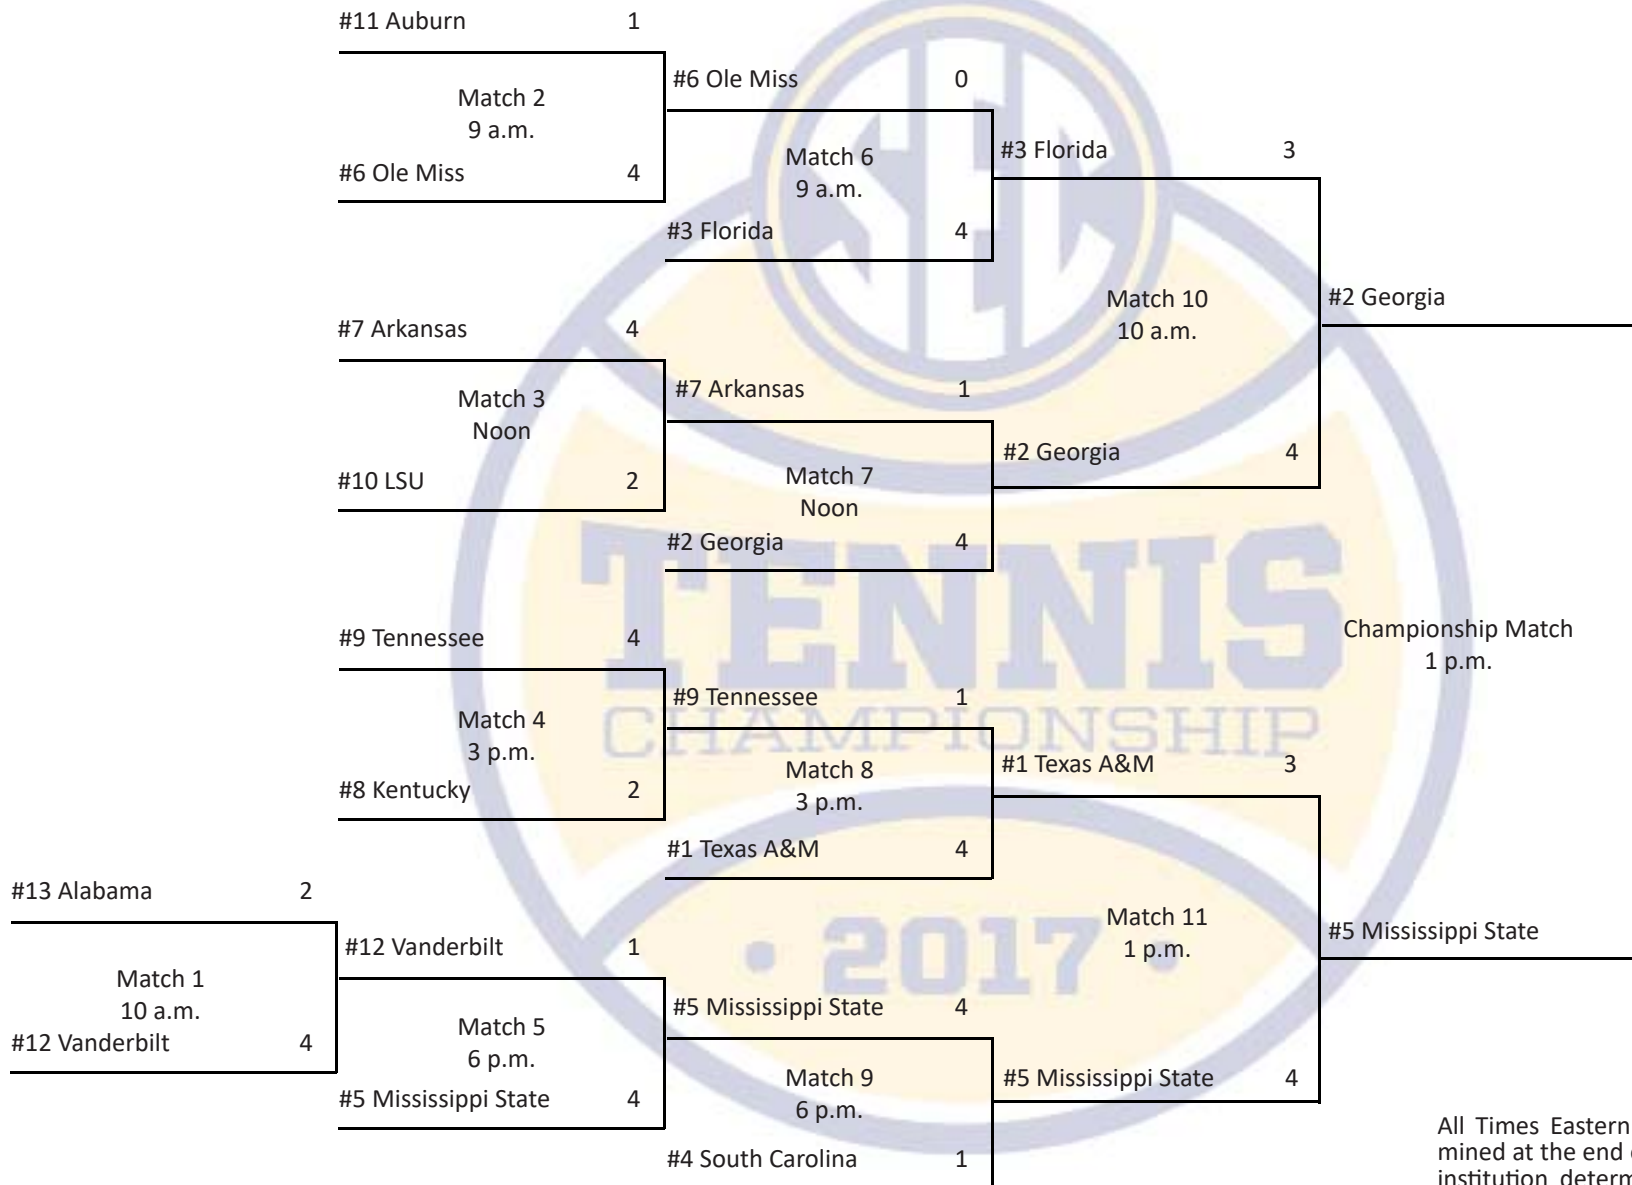 #11 Auburn 1
Match 2
9 a.m.
#6 Ole Miss 4
#6 Ole Miss 0
Match 6
9 a.m.
#3 Florida 4
#3 Florida 3
#7 Arkansas 4
Match 3
Noon
#10 LSU 2
#7 Arkansas 1
Match 7
Noon
#2 Georgia 4
#2 Georgia 4
Match 10
10 a.m.
#2 Georgia
#9 Tennessee 4
Match 4
3 p.m.
#8 Kentucky 2
#9 Tennessee 1
Match 8
3 p.m.
#1 Texas A&M 4
#1 Texas A&M 3
#13 Alabama 2
Match 1
10 a.m.
#12 Vanderbilt 4
#12 Vanderbilt 1
Match 5
6 p.m.
#5 Mississippi State 4
#5 Mississippi State 4
Match 9
6 p.m.
#4 South Carolina 1
#5 Mississippi State 4
Match 11
1 p.m.
#5 Mississippi State
Championship Match
1 p.m.
SEC
TENNIS
CHAMPIONSHIP
• 2017 •
All Times Eastern.
mined at the end
institution determ